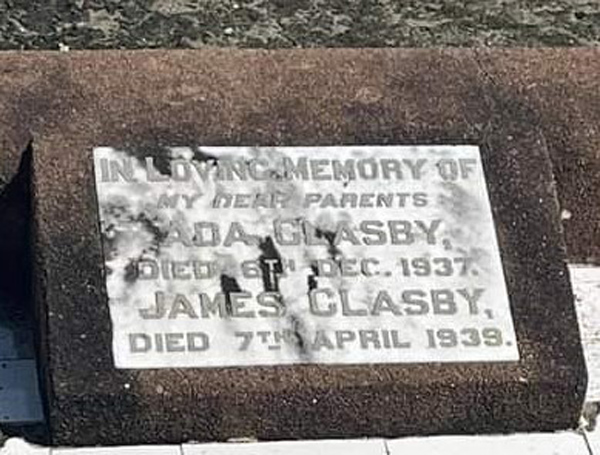 IN LOVING MEMORY OF
MY DEAR PARENTS
ADA GLASBY,
DIED 6TH DEC. 1937.
JAMES GLASBY,
DIED 7TH APRIL 1939.